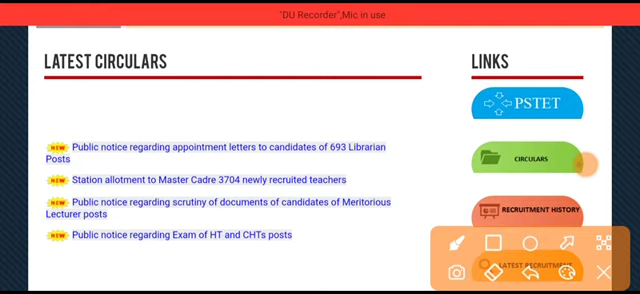 "DU Recorder",Mic in use
LATEST CIRCULARS
LINKS
PSTET
NEW Public notice regarding appointment letters to candidates of 693 Librarian
Posts
CIRCULARS
NEW Station allotment to Master Cadre 3704 newly recruited teachers
NEW Public notice regarding scrutiny of documents of candidates of Meritorious
Lecturer posts
RECRUITMENT HISTORY
NEW Public notice regarding Exam of HT and CHTs posts
LATEST RECRUITMENT